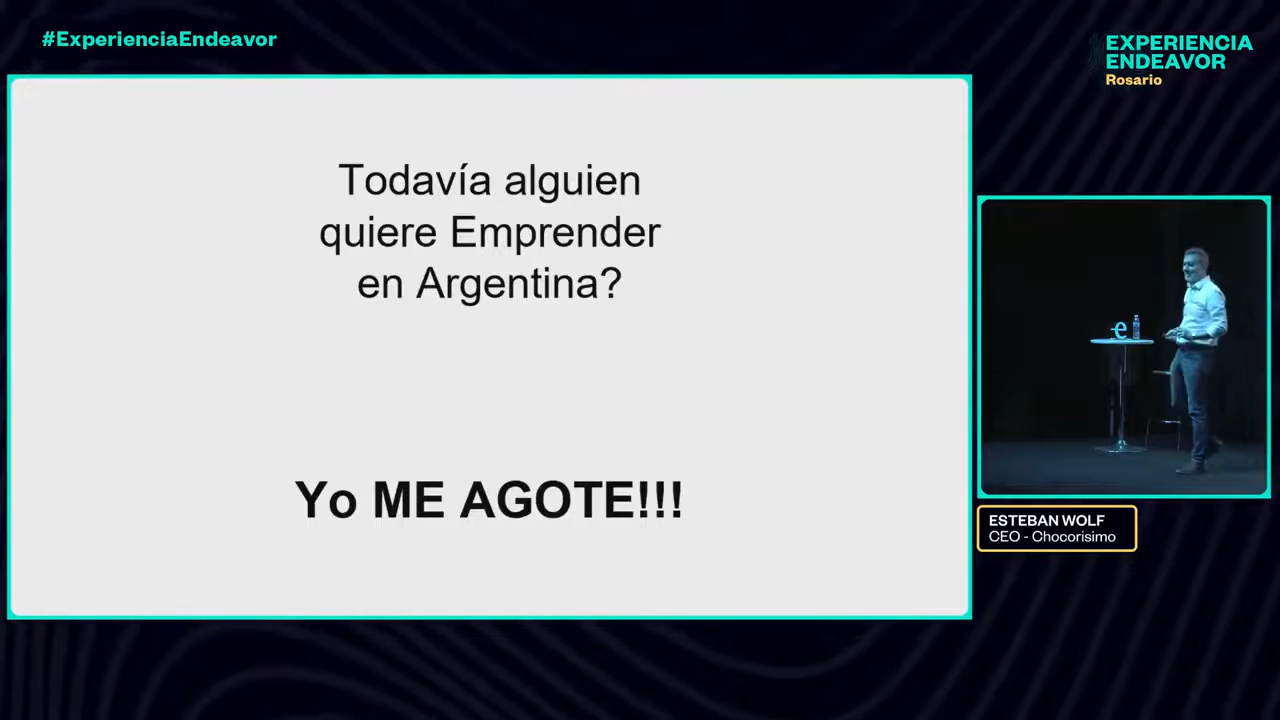 #ExperienciaEndeavor
EXPERIENCIA
ENDEAVOR
Rosario
Todavía alguien
quiere Emprender
en Argentina?
Yo ME AGOTE!!!
e
ESTEBAN WOLF
CEO - Chocorisimo